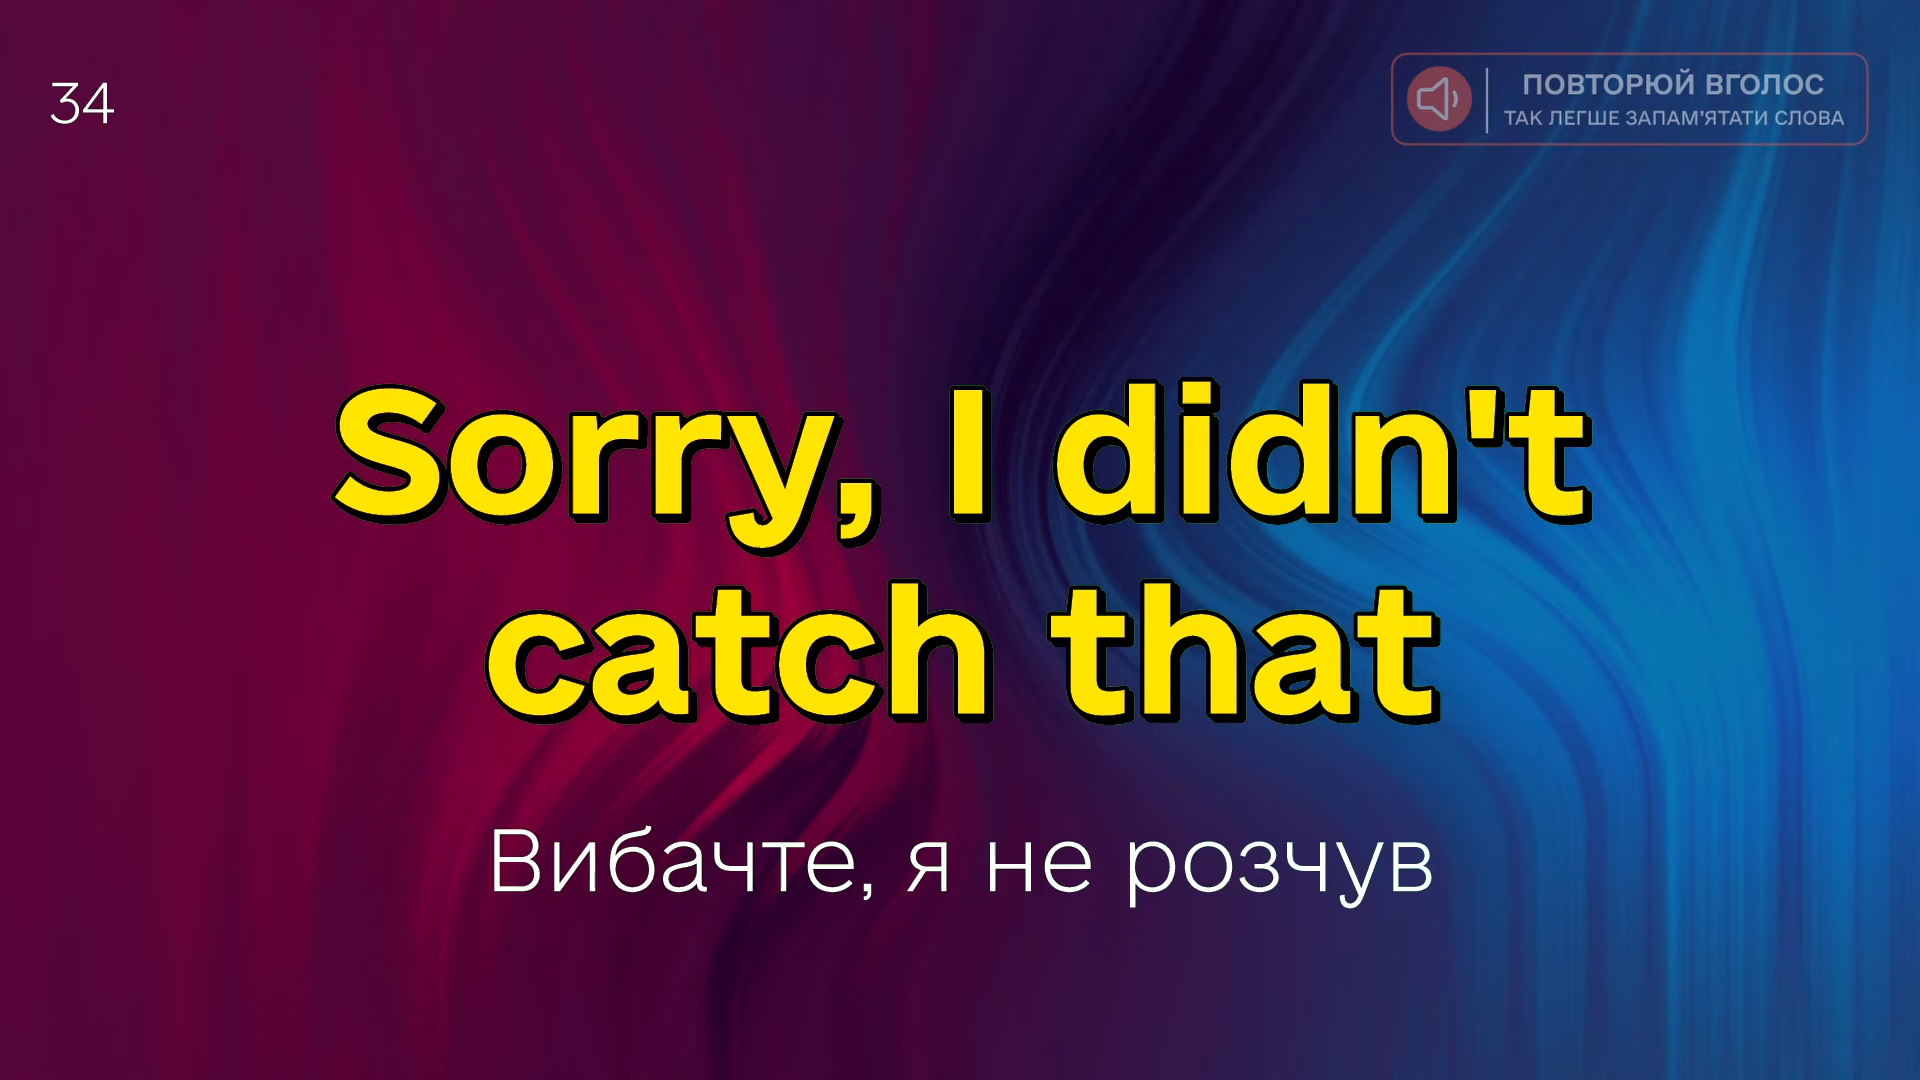 34
ПОВТОРЮЙ ВГОЛОС
ТАК ЛЕГШЕ ЗАПАМ'ЯТАТИ СЛОВА
Sorry, I didn't
catch that
Вибачте, я не розчув